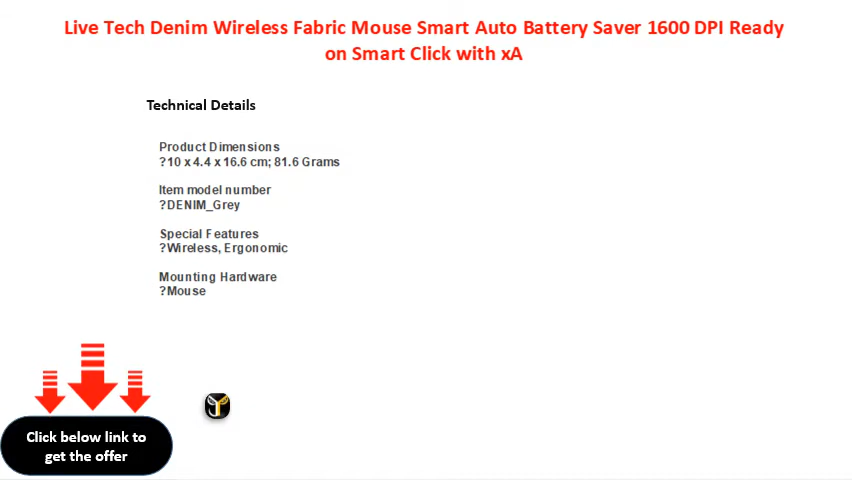 Live Tech Denim Wireless Fabric Mouse Smart Auto Battery Saver 1600 DPI Ready
on Smart Click with xA
Technical Details
Product Dimensions
?10 x 4.4 x 16.6 cm; 81.6 Grams
Item model number
?DENIM_Grey
Special Features
?Wireless, Ergonomic
Mounting Hardware
?Mouse
Click below link to
get the offer